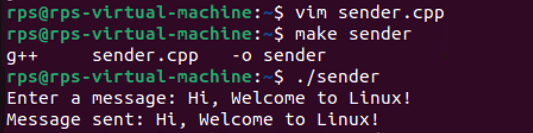 rps@rps-virtual-machine:~$ vim sender.cpp
rps@rps-virtual-machine:~$ make sender
g++     sender.cpp   -o sender
rps@rps-virtual-machine:~$ ./sender
Enter a message: Hi, Welcome to Linux!
Message sent: Hi, Welcome to Linux!